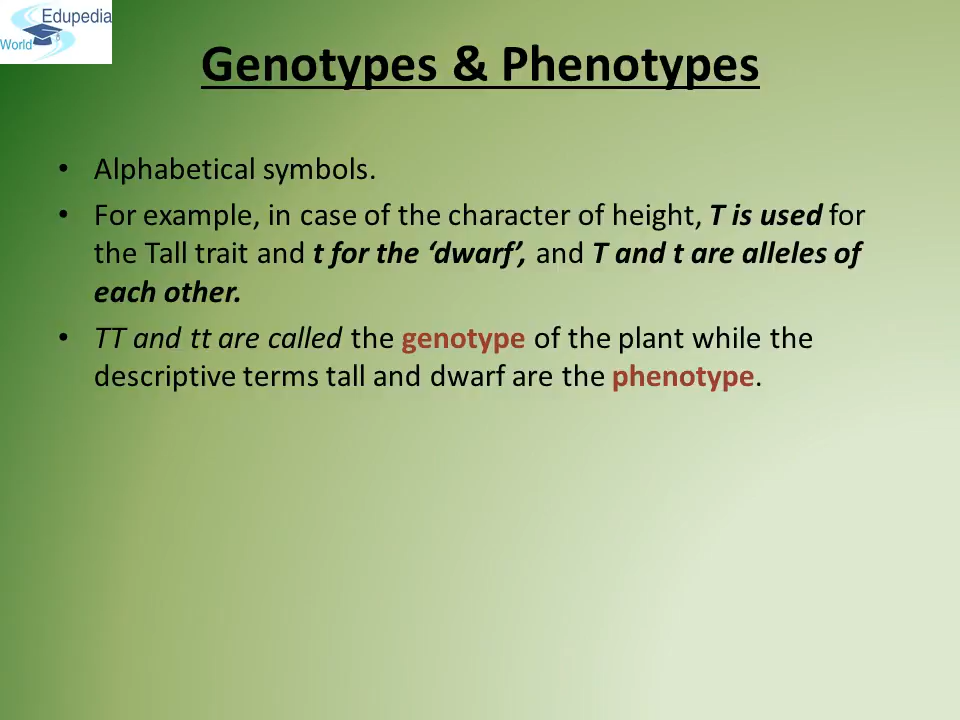 Edupedia
World
Genotypes & Phenotypes
• Alphabetical symbols.
• For example, in case of the character of height, T is used for
the Tall trait and t for the ‘dwarf’, and T and t are alleles of
each other.
• TT and tt are called the genotype of the plant while the
descriptive terms tall and dwarf are the phenotype.